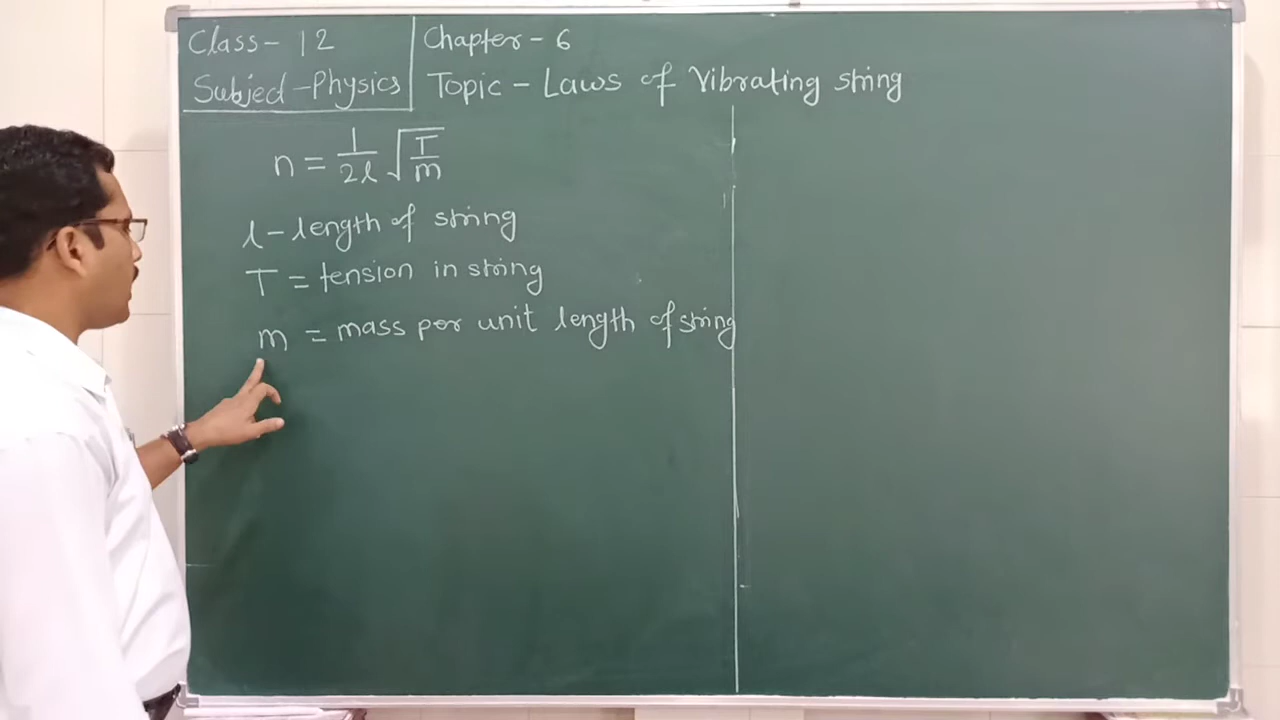 Class - 12
Subjed - Physics
Chapter - 6
Topic - Laws of Vibrating string
n = 1/2l √T/m
l - length of string
T = tension in string
m = mass per unit length of string